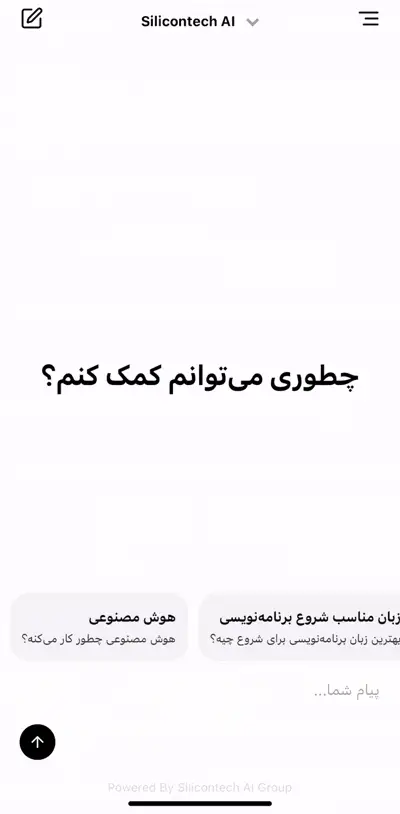 Silicontech AI
چطوری می‌توانم کمک کنم؟
زبان مناسب شروع برنامه‌نویسی
بهترین زبان برنامه‌نویسی برای شروع چیه؟
هوش مصنوعی
هوش مصنوعی چطور کار می‌کنه؟
پیام شما...
Powered By Silicontech AI Group